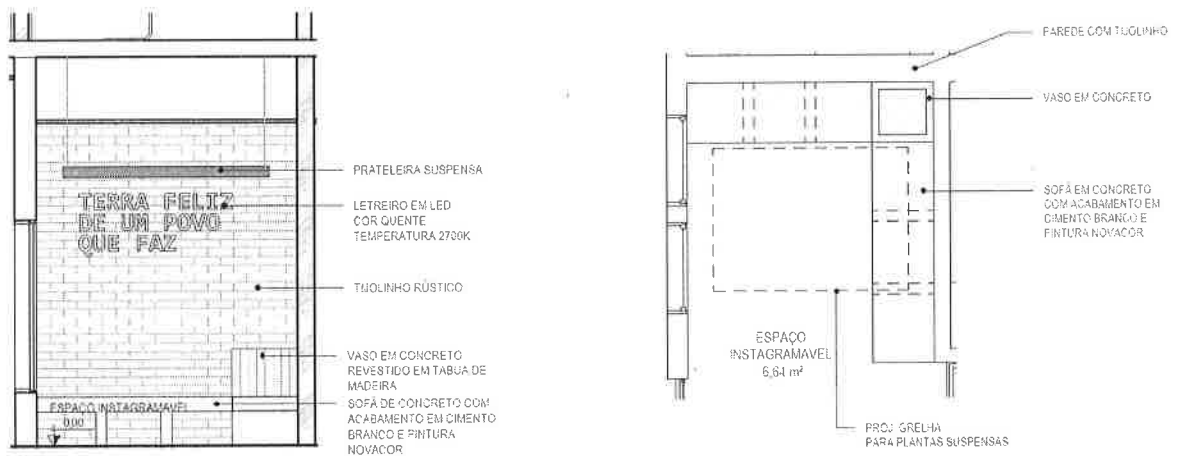 PRATELEIRA SUSPENSA
TERRA FELIZ
DE UM POVO
QUE FAZ
LETREIRO EM LED
COR QUENTE
TEMPERATURA 2700K
TIJOLINHO RÚSTICO
VASO EM CONCRETO
REVESTIDO EM TABUA DE
MADEIRA
ESPAÇO INSTAGRAMAVEL
0,00
SOFÁ DE CONCRETO COM
ACABAMENTO EM CIMENTO
BRANCO E PINTURA
NOVACOR
PAREDE COM TIJOLINHO
VASO EM CONCRETO
SOFÁ EM CONCRETO
COM ACABAMENTO EM
CIMENTO BRANCO E
PINTURA NOVACOR
ESPAÇO
INSTAGRAMAVEL
6,64 m²
PROJ. GRELHA
PARA PLANTAS SUSPENSAS